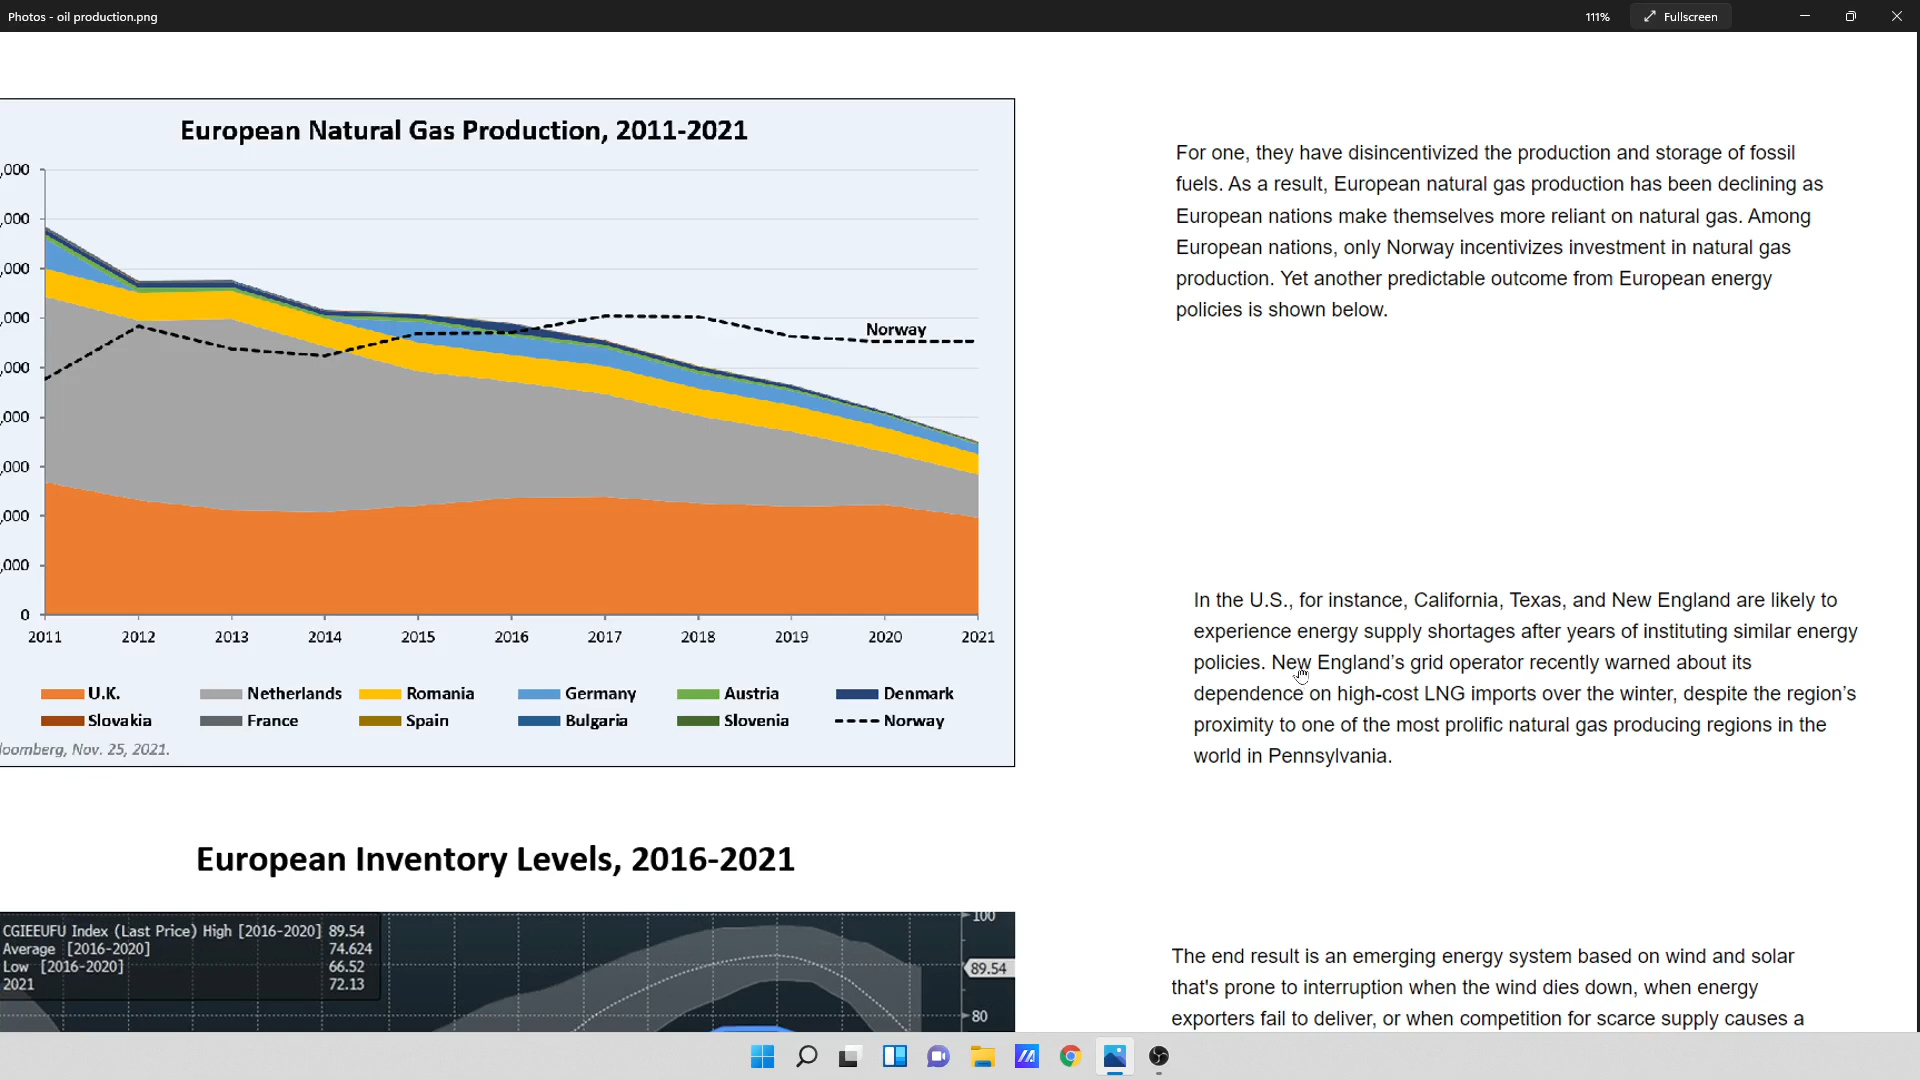 Photos - oil production.png
111%
Fullscreen
European Natural Gas Production, 2011-2021
,000
,000
,000
,000
,000
,000
,000
,000
,000
0
2011 2012 2013 2014 2015 2016 2017 2018 2019 2020 2021
Norway
U.K. Netherlands Romania Germany Austria Denmark
Slovakia France Spain Bulgaria Slovenia Norway
loomberg, Nov. 25, 2021.
For one, they have disincentivized the production and storage of fossil
fuels. As a result, European natural gas production has been declining as
European nations make themselves more reliant on natural gas. Among
European nations, only Norway incentivizes investment in natural gas
production. Yet another predictable outcome from European energy
policies is shown below.
In the U.S., for instance, California, Texas, and New England are likely to
experience energy supply shortages after years of instituting similar energy
policies. New England's grid operator recently warned about its
dependence on high-cost LNG imports over the winter, despite the region's
proximity to one of the most prolific natural gas producing regions in the
world in Pennsylvania.
European Inventory Levels, 2016-2021
CGIEEUFU Index (Last Price) High [2016-2020] 89.54
Average [2016-2020] 74.624
Low [2016-2020] 66.52
2021 72.13
100
89.54
80
The end result is an emerging energy system based on wind and solar
that's prone to interruption when the wind dies down, when energy
exporters fail to deliver, or when competition for scarce supply causes a